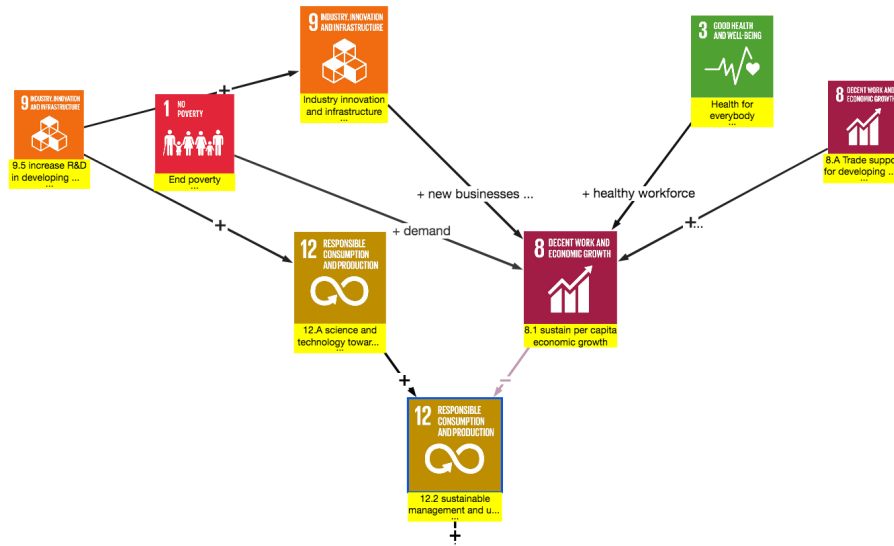 9 INDUSTRY, INNOVATION
AND INFRASTRUCTURE
Industry innovation
and infrastructure
...
3 GOOD HEALTH
AND WELL-BEING
Health for
everybody
...
9 INDUSTRY, INNOVATION
AND INFRASTRUCTURE
9.5 increase R&D
in developing ...
+
1 NO
POVERTY
End poverty
...
8 DECENT WORK AND
ECONOMIC GROWTH
8.A Trade suppo
for developing ...
+ new businesses ...
+ healthy workforce
+
+ demand
+...
12 RESPONSIBLE
CONSUMPTION
AND PRODUCTION
12.A science and
technology towar...
...
8 DECENT WORK AND
ECONOMIC GROWTH
8.1 sustain per capita
economic growth
+
−
12 RESPONSIBLE
CONSUMPTION
AND PRODUCTION
12.2 sustainable
management and u...
...
+